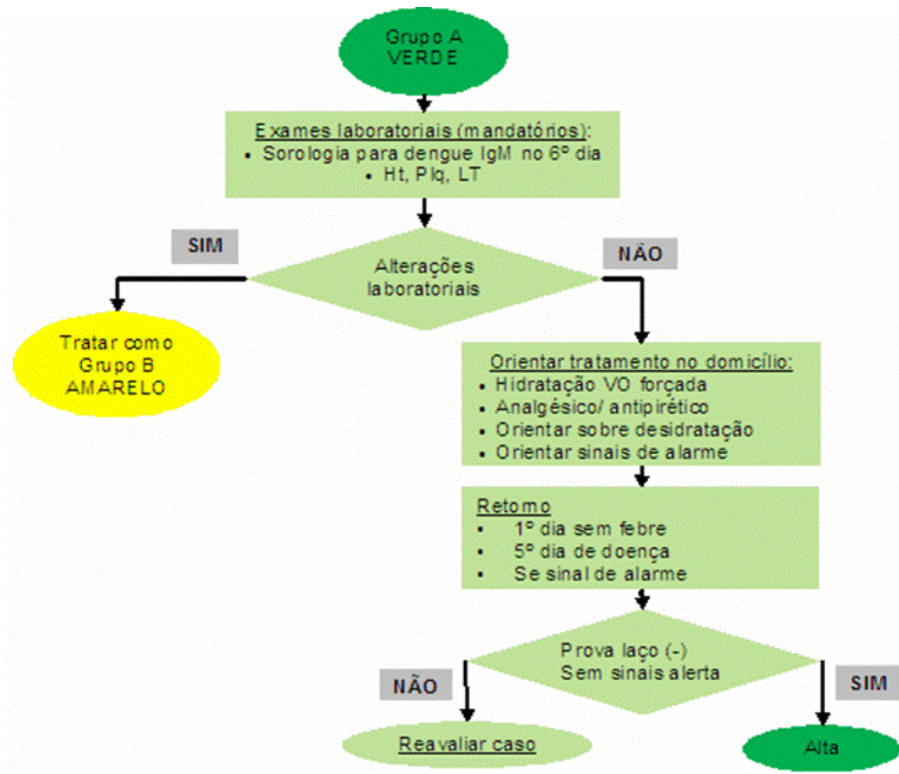 Grupo A
VERDE
Exames laboratoriais (mandatórios):
• Sorologia para dengue IgM no 6º dia
• Ht, Plq, LT
SIM
Alterações
laboratoriais
NÃO
Tratar como
Grupo B
AMARELO
Orientar tratamento no domicílio:
• Hidratação VO forçada
• Analgésico/ antipirético
• Orientar sobre desidratação
• Orientar sinais de alarme
Retorno
• 1º dia sem febre
• 5º dia de doença
• Se sinal de alarme
Prova laço (-)
Sem sinais alerta
NÃO
SIM
Reavaliar caso
Alta